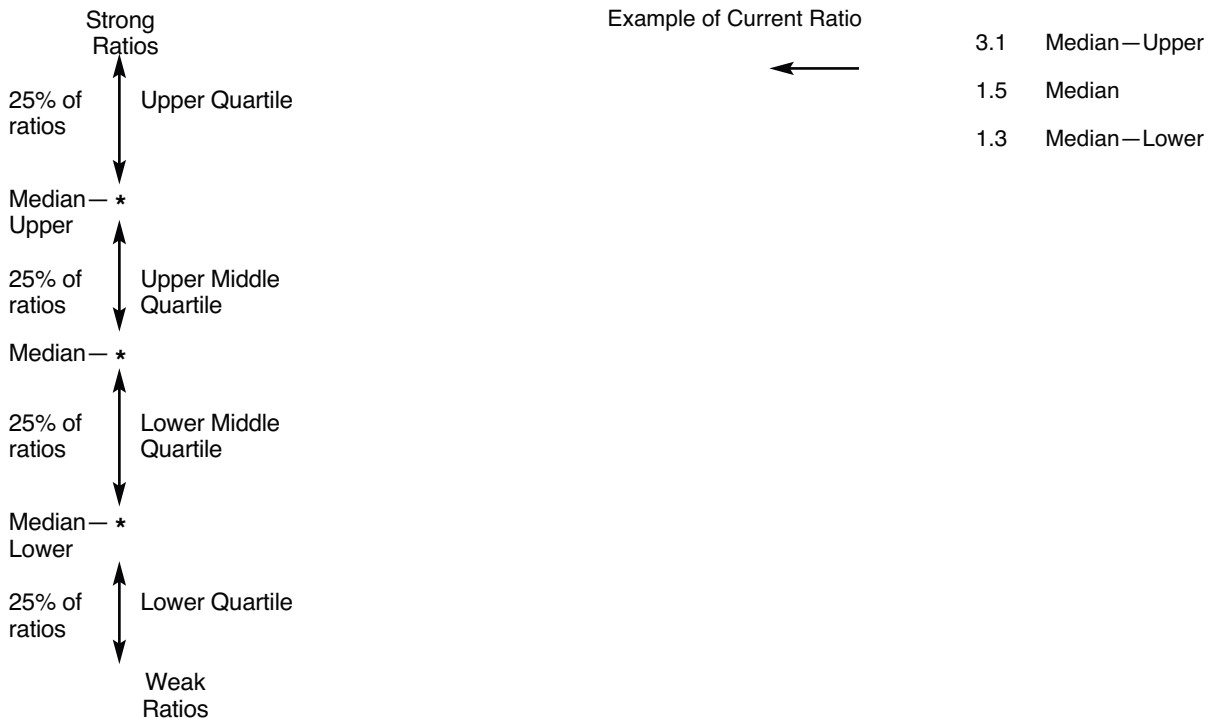 Strong
Ratios
25% of
ratios
Upper Quartile
Median— *
Upper
25% of
ratios
Upper Middle
Quartile
Median— *
25% of
ratios
Lower Middle
Quartile
Median— *
Lower
25% of
ratios
Lower Quartile
Weak
Ratios
Example of Current Ratio
3.1 Median—Upper
1.5 Median
1.3 Median—Lower